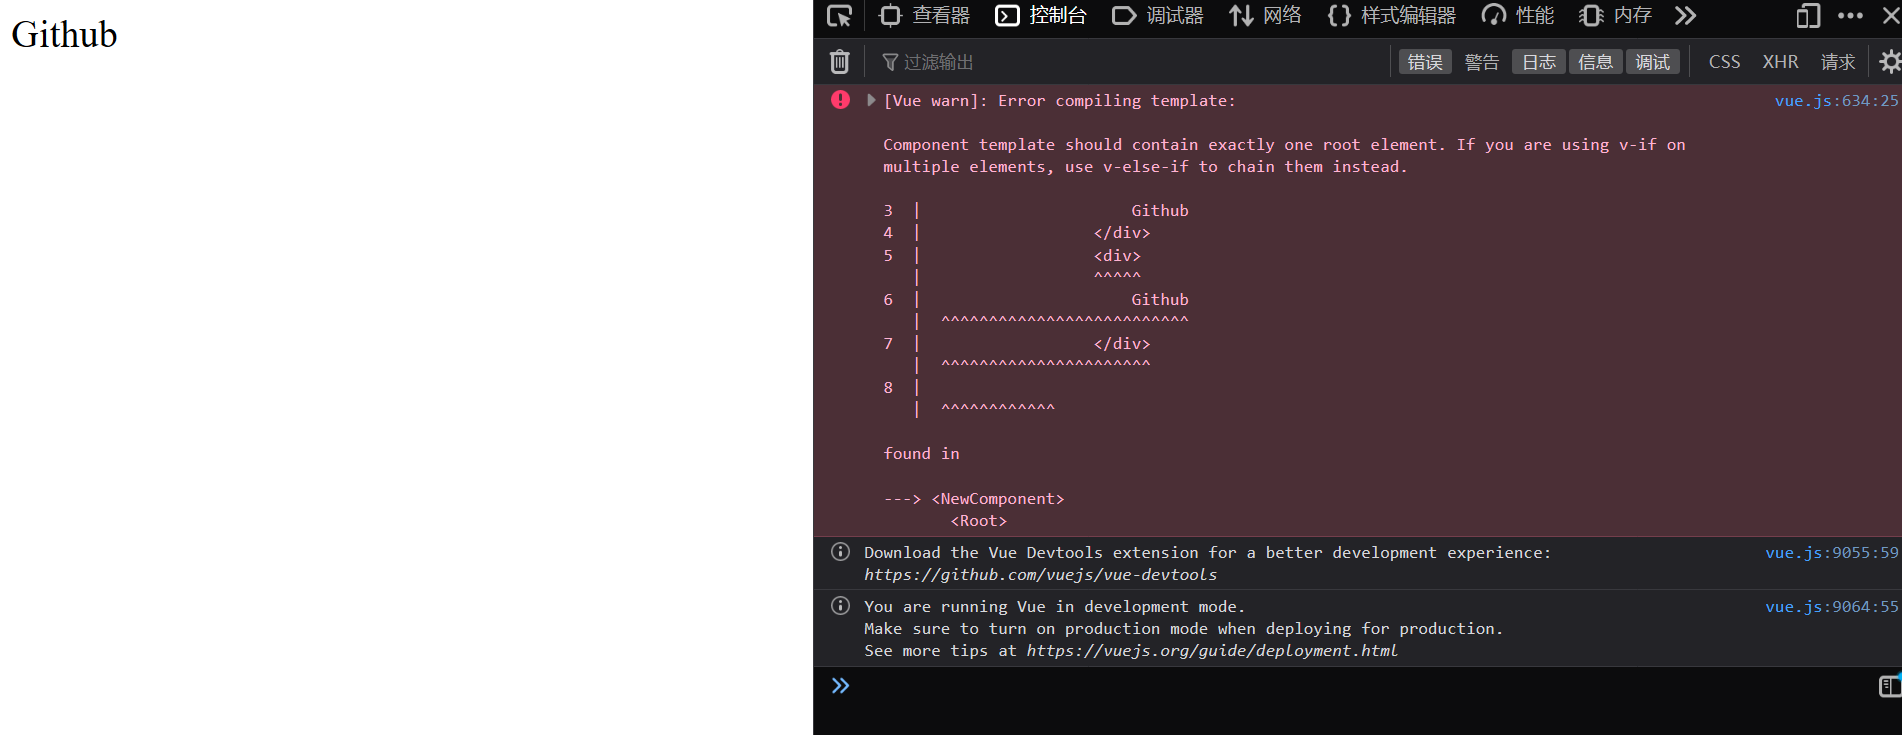 Github
查看器 控制台 调试器 网络 样式编辑器 性能 内存
过滤输出 错误 警告 日志 信息 调试 CSS XHR 请求
[Vue warn]: Error compiling template: vue.js:634:25
Component template should contain exactly one root element. If you are using v-if on
multiple elements, use v-else-if to chain them instead.
3 | Github
4 | </div>
5 | <div>
| ^^^^^
6 | Github
| ^^^^^^^^^^^^^^^^^^^^^^^^^^
7 | </div>
| ^^^^^^^^^^^^^^^^^^^^^^
8 |
| ^^^^^^^^^^^^
found in
---> <NewComponent>
<Root>
Download the Vue Devtools extension for a better development experience: vue.js:9055:59
https://github.com/vuejs/vue-devtools
You are running Vue in development mode. vue.js:9064:55
Make sure to turn on production mode when deploying for production.
See more tips at https://vuejs.org/guide/deployment.html